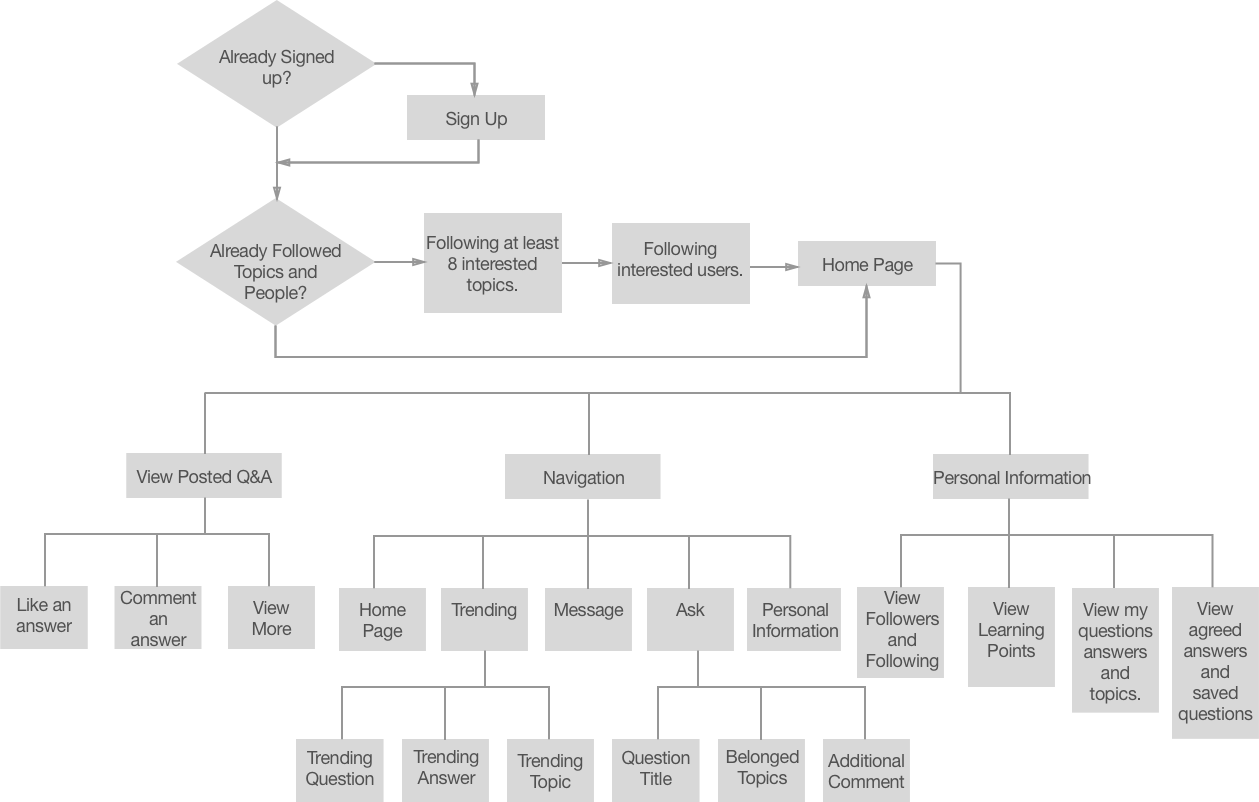 Already Signed
up?
Sign Up
Already Followed
Topics and
People?
Following at least
8 interested
topics.
Following
interested users.
Home Page
View Posted Q&A
Navigation
Personal Information
Like an
answer
Comment
an
answer
View
More
Home
Page
Trending
Message
Ask
Personal
Information
View
Followers
and
Following
View
Learning
Points
View my
questions
answers
and
topics.
View
agreed
answers
and
saved
questions
Trending
Question
Trending
Answer
Trending
Topic
Question
Title
Belonged
Topics
Additional
Comment